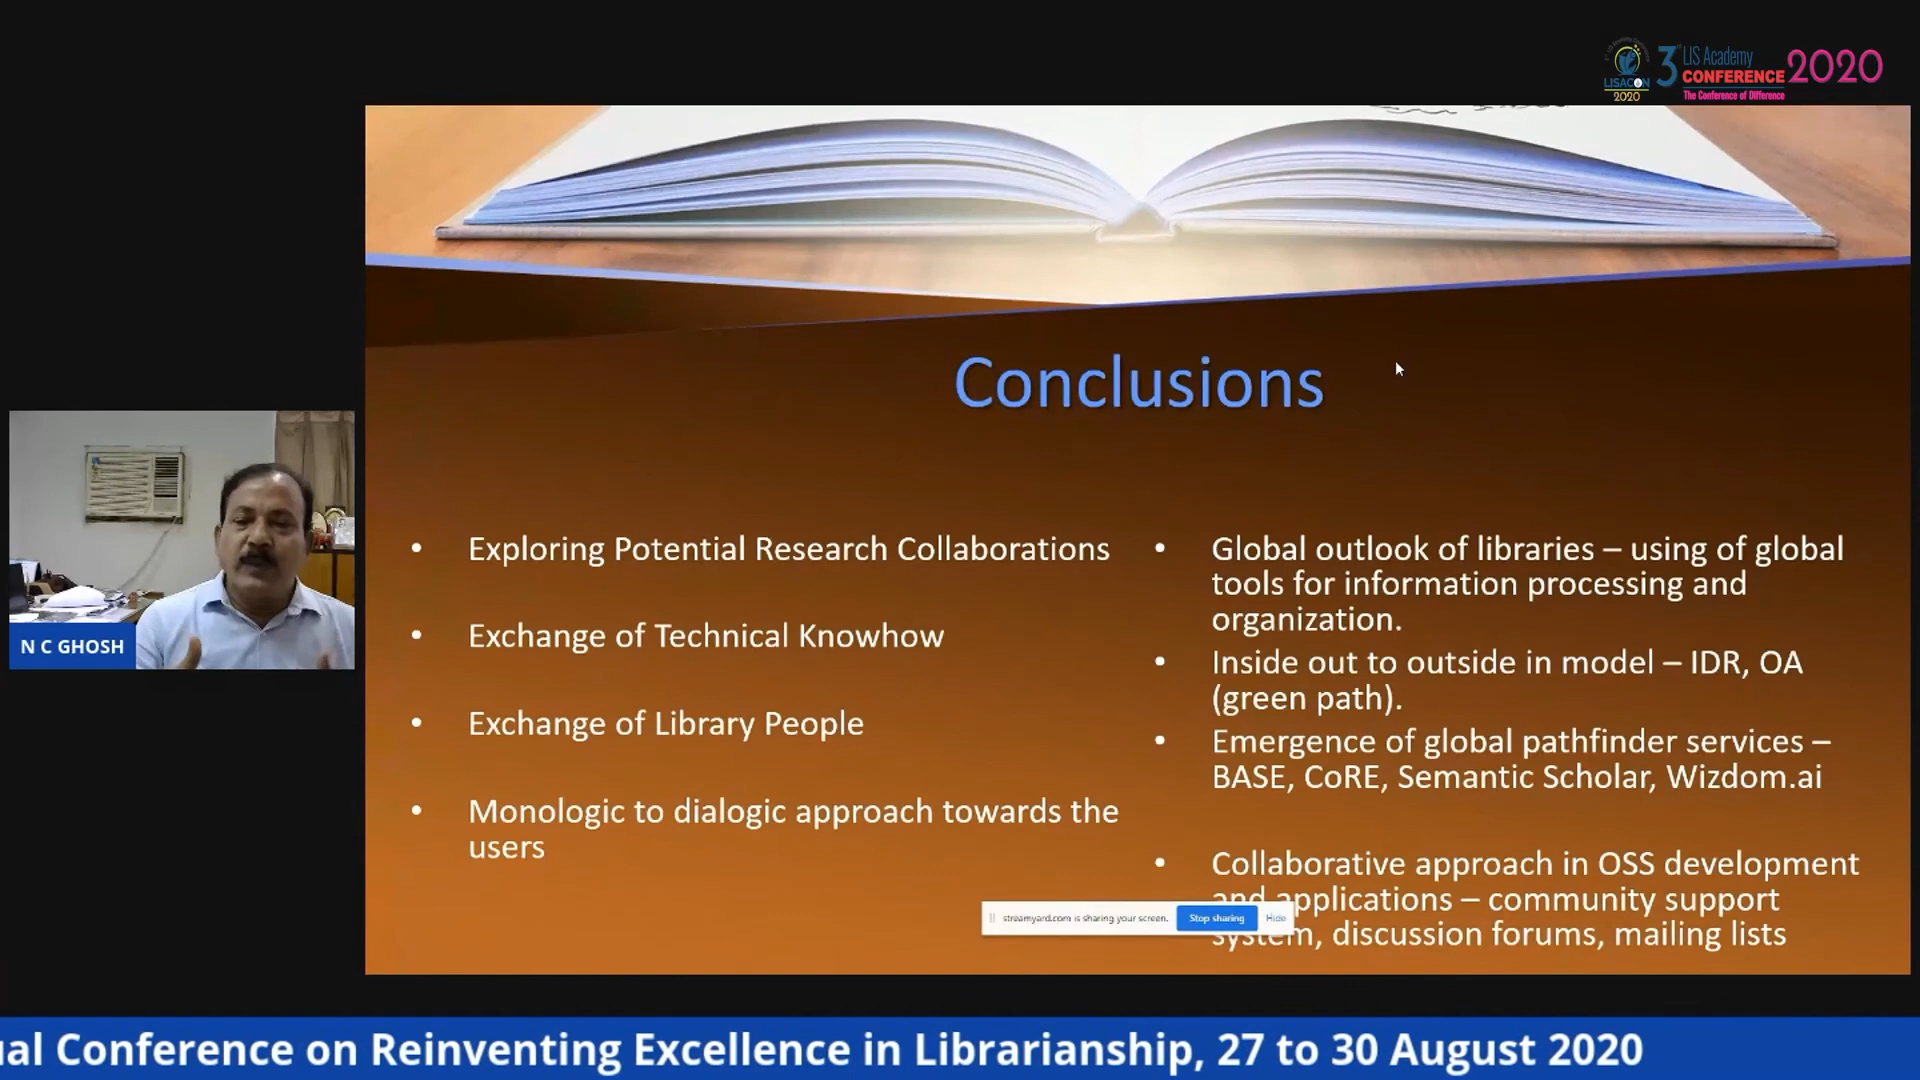 LISACON
2020
3rd LIS Academy
CONFERENCE 2020
The Conference of Difference
Conclusions
• Exploring Potential Research Collaborations
• Exchange of Technical Knowhow
• Exchange of Library People
• Monologic to dialogic approach towards the
users
• Global outlook of libraries – using of global
tools for information processing and
organization.
• Inside out to outside in model – IDR, OA
(green path).
• Emergence of global pathfinder services –
BASE, CoRE, Semantic Scholar, Wizdom.ai
• Collaborative approach in OSS development
and applications – community support
system, discussion forums, mailing lists
streamyard.com is sharing your screen. Stop sharing Hide
N C GHOSH
ual Conference on Reinventing Excellence in Librarianship, 27 to 30 August 2020